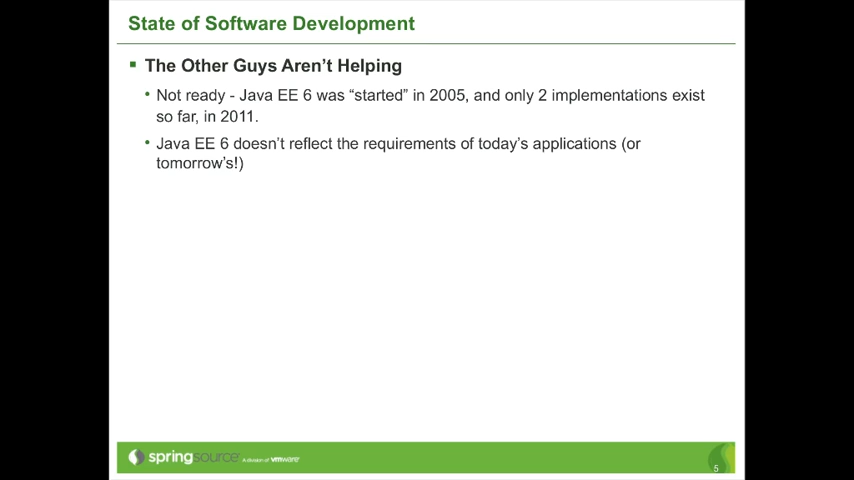 State of Software Development
The Other Guys Aren’t Helping
Not ready - Java EE 6 was “started” in 2005, and only 2 implementations exist
so far, in 2011.
Java EE 6 doesn’t reflect the requirements of today’s applications (or
tomorrow’s!)
springsource A division of vmware
5